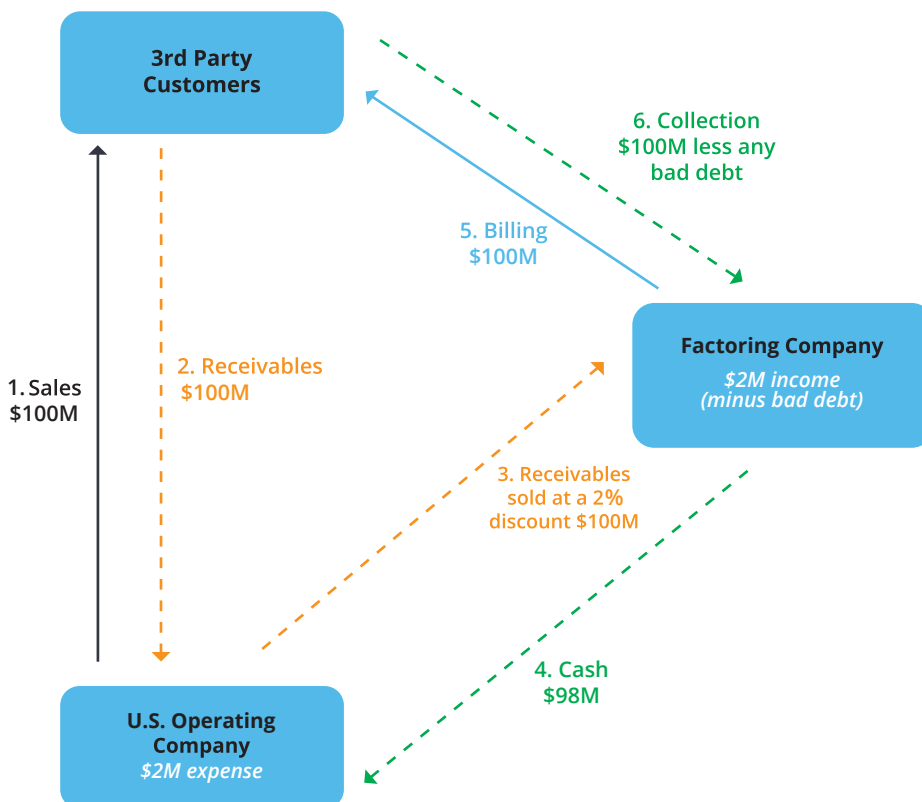 3rd Party
Customers
6. Collection
$100M less any
bad debt
5. Billing
$100M
Factoring Company
$2M income
(minus bad debt)
2. Receivables
$100M
1. Sales
$100M
3. Receivables
sold at a 2%
discount $100M
4. Cash
$98M
U.S. Operating
Company
$2M expense